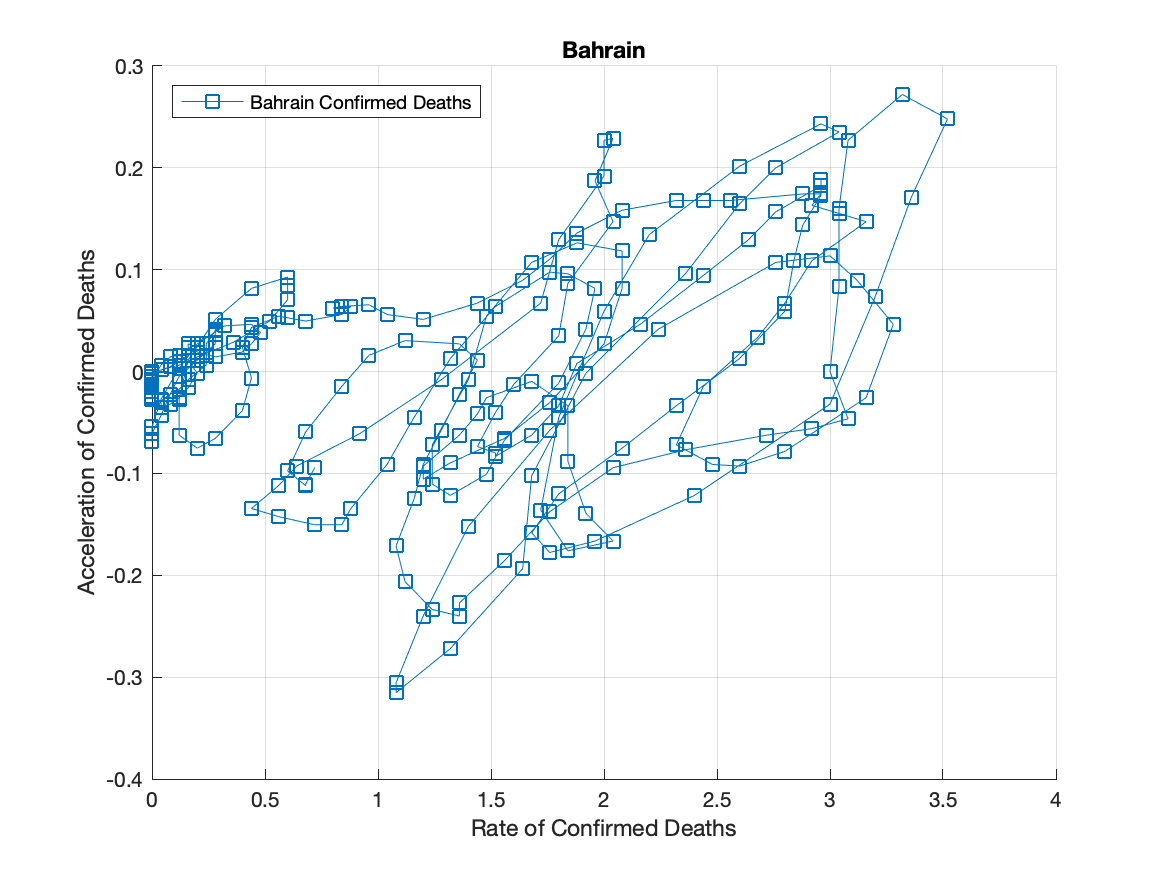 Bahrain
Bahrain Confirmed Deaths
0.3
0.2
0.1
0
-0.1
-0.2
-0.3
-0.4
Acceleration of Confirmed Deaths
0 0.5 1 1.5 2 2.5 3 3.5 4
Rate of Confirmed Deaths